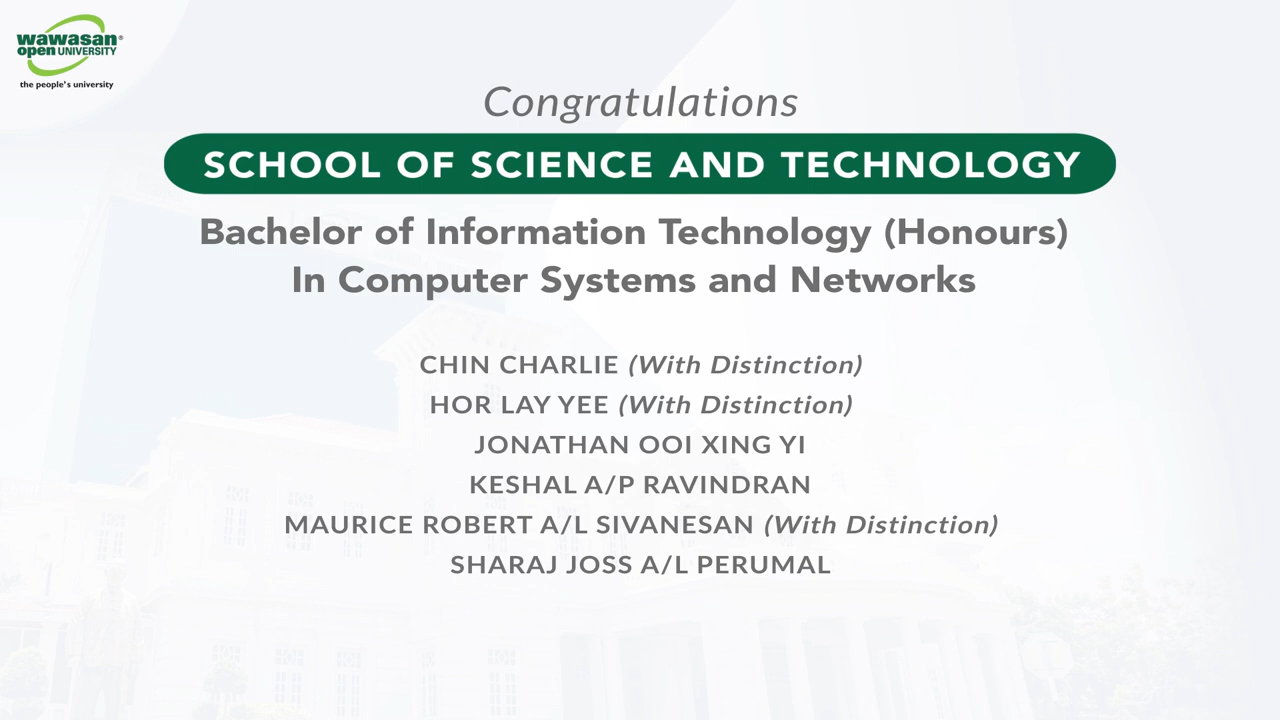 wawasan®
open UNIVERSITY
the people's university
Congratulations
SCHOOL OF SCIENCE AND TECHNOLOGY
Bachelor of Information Technology (Honours)
In Computer Systems and Networks
CHIN CHARLIE (With Distinction)
HOR LAY YEE (With Distinction)
JONATHAN OOI XING YI
KESHAL A/P RAVINDRAN
MAURICE ROBERT A/L SIVANESAN (With Distinction)
SHARAJ JOSS A/L PERUMAL